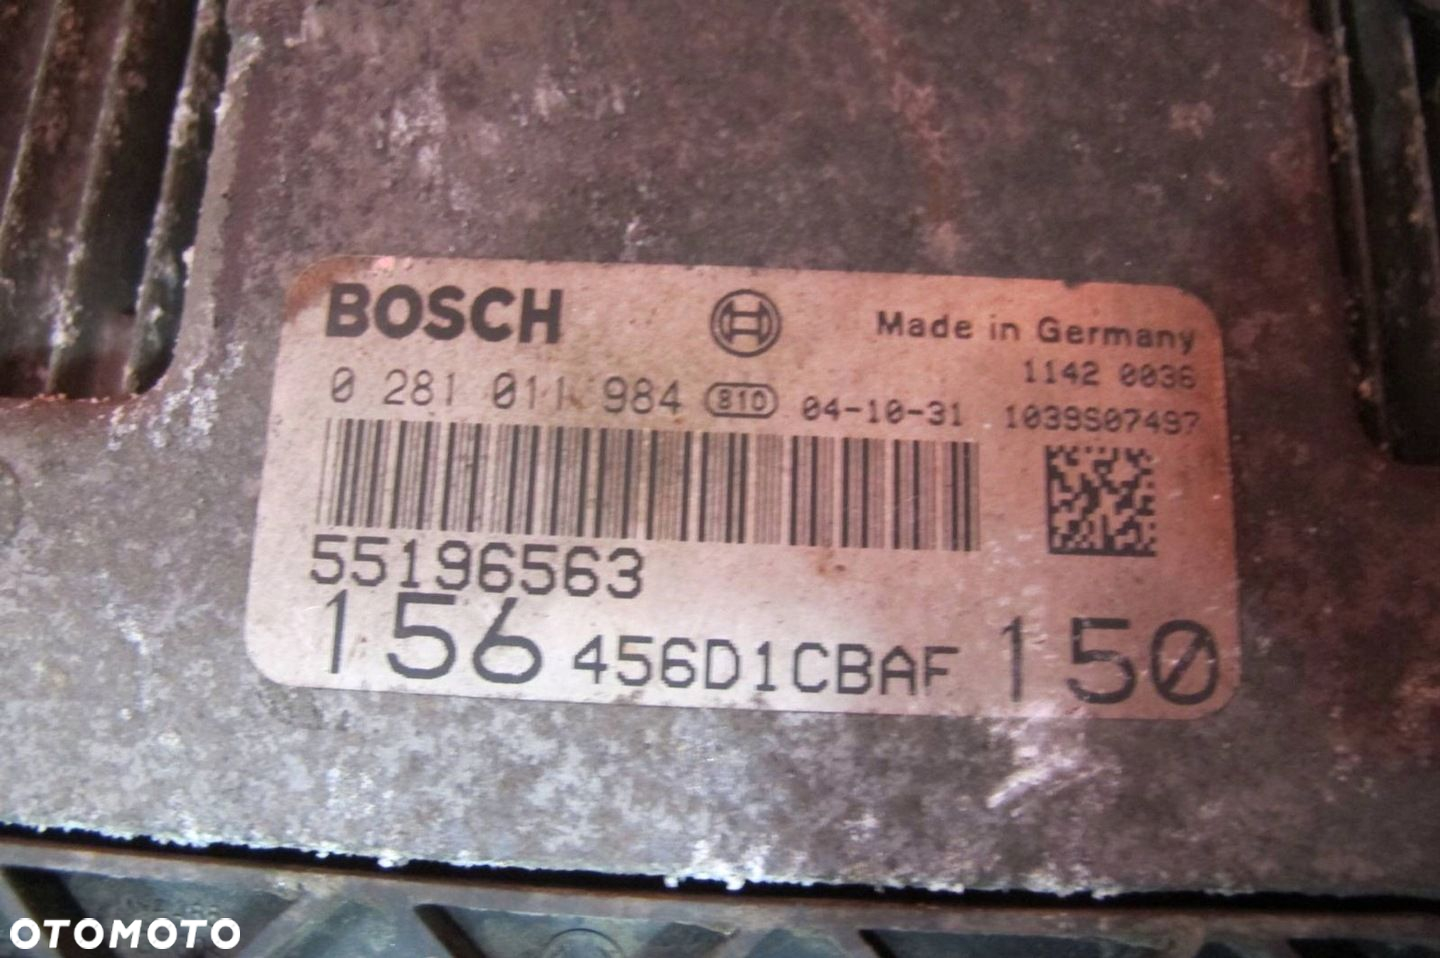 BOSCH
Made in Germany
1142 0036
0 281 011 984 810 04-10-31 1039S07497
55196563
156 456D1CBAF 150
OTOMOTO